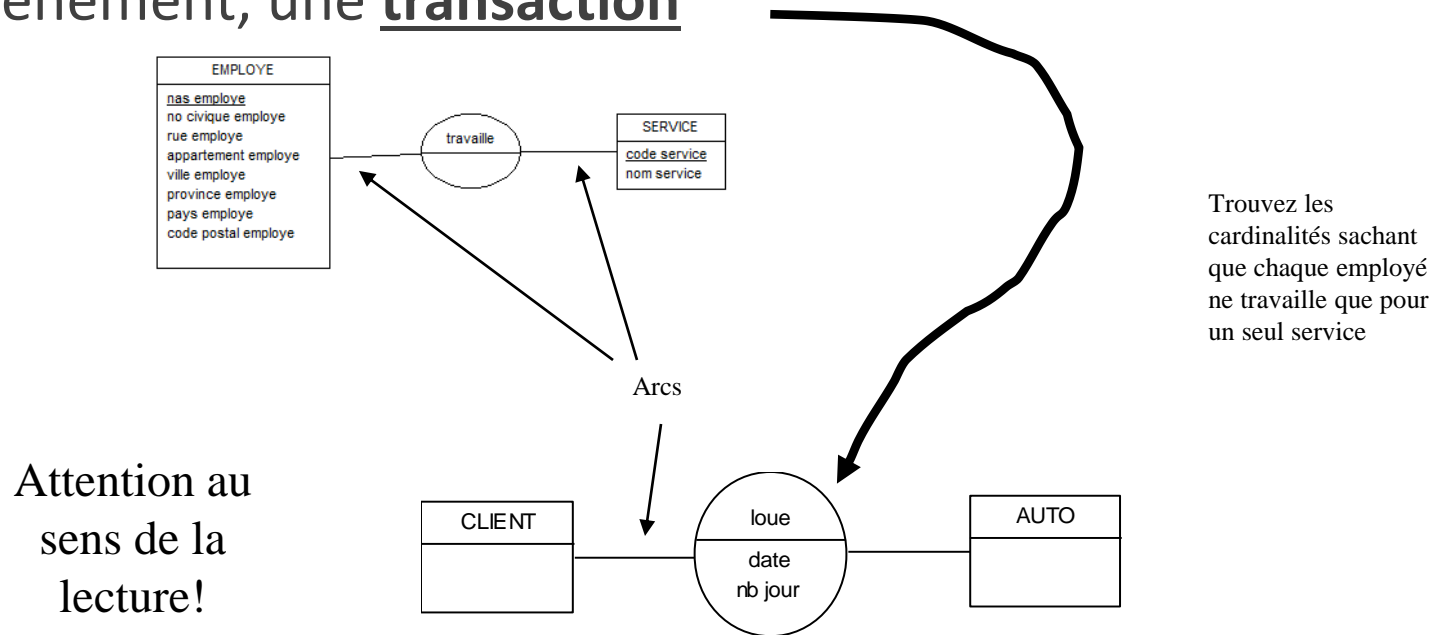 transaction
EMPLOYE
nas employe
no civique employe
rue employe
appartement employe
ville employe
province employe
pays employe
code postal employe
travaille
SERVICE
code service
nom service
Trouvez les
cardinalités sachant
que chaque employé
ne travaille que pour
un seul service
Arcs
Attention au
sens de la
lecture!
CLIENT
loue
date
nb jour
AUTO